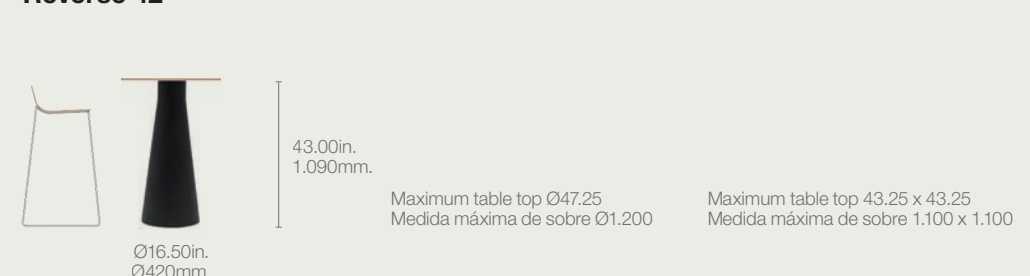 43.00in.
1.090mm.
Maximum table top Ø47.25
Medida máxima de sobre Ø1.200
Maximum table top 43.25 x 43.25
Medida máxima de sobre 1.100 x 1.100
Ø16.50in.
Ø420mm